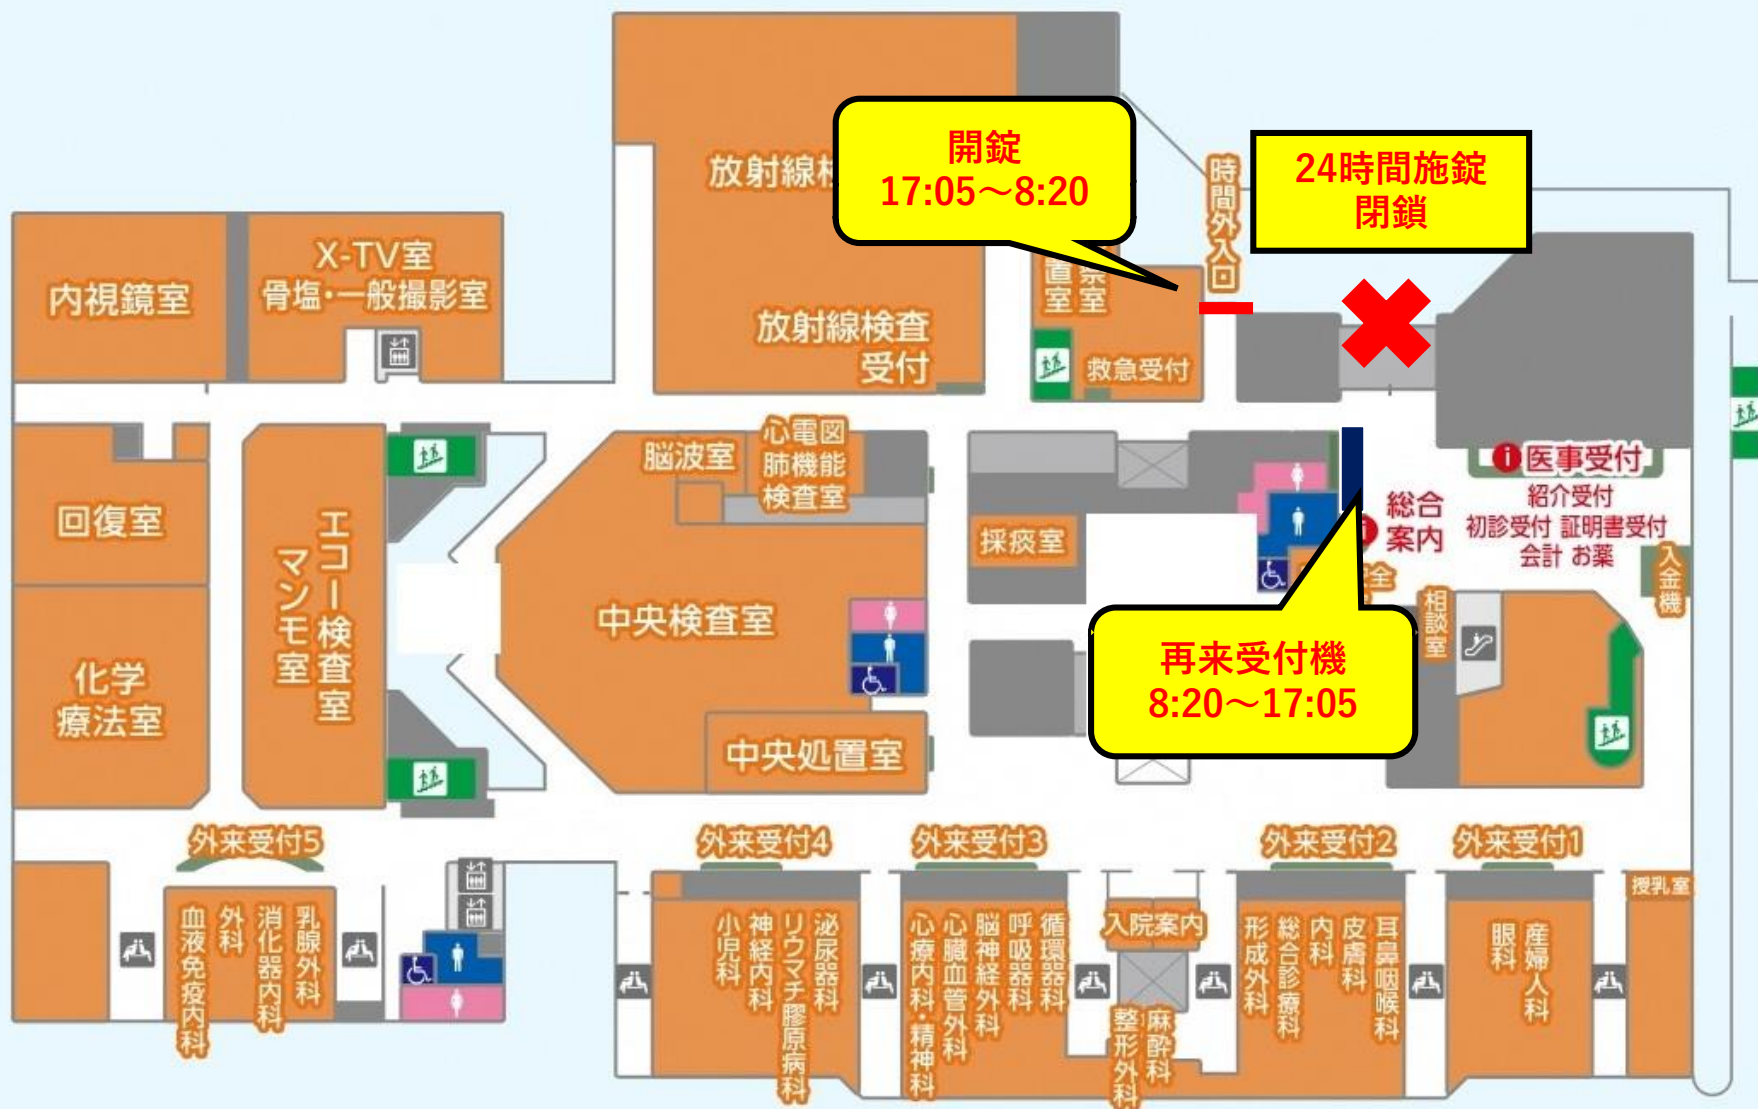 開錠
17:05～8:20
24時間施錠
閉鎖
放射線検
時間外入口
X-TV室
骨塩・一般撮影室
内視鏡室
置室
察室
放射線検査
受付
救急受付
心電図
肺機能
検査室
脳波室
医事受付
紹介受付
初診受付 証明書受付
会計 お薬
総合
案内
入金機
回復室
エコー検査室
マンモ室
採痰室
全
相談室
中央検査室
再来受付機
8:20～17:05
化学
療法室
中央処置室
外来受付5
外来受付4
外来受付3
外来受付2
外来受付1
授乳室
血液免疫内科
外科
消化器内科
乳腺外科
小児科
神経内科
リウマチ膠原病科
泌尿器科
心療内科・精神科
心臓血管外科
脳神経外科
呼吸器科
循環器科
入院案内
整形外科
麻酔科
形成外科
総合診療科
内科
皮膚科
耳鼻咽喉科
眼科
産婦人科